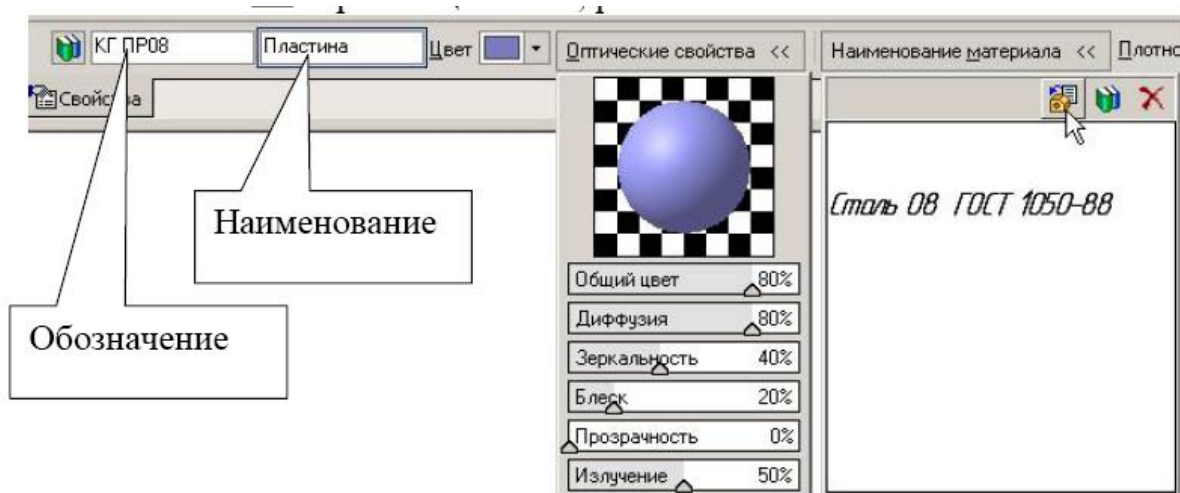 КГ ПР08 Пластина Цвет Оптические свойства << Наименование материала <<
Свойства
Наименование
Обозначение
Общий цвет 80%
Диффузия 80%
Зеркальность 40%
Блеск 20%
Прозрачность 0%
Излучение 50%
Сталь 08 ГОСТ 1050-88